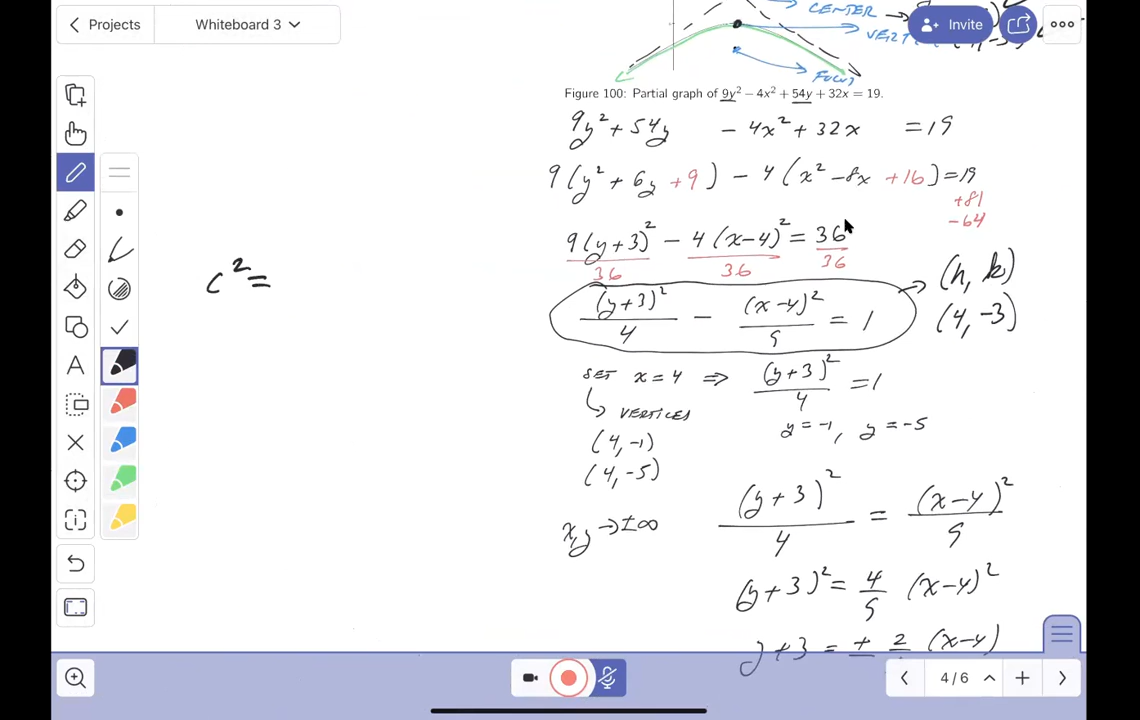 Projects
Whiteboard 3
Invite
CENTER
FOCUS
Figure 100: Partial graph of 9y² − 4x² + 54y + 32x = 19.
9y² + 54y − 4x² + 32x = 19
9(y² + 6y +9) − 4(x² − 8x +16) = 19
+81
−64
9(y+3)² − 4(x−4)² = 36
36 36 36
c² =
(y+3)²/4 − (x−4)²/9 = 1
(h, k)
(4, −3)
SET x = 4 ⇒ (y+3)²/4 = 1
VERTICES
y = −1, y = −5
(4, −1)
(4, −5)
x,y → ±∞
(y+3)²/4 = (x−4)²/9
(y+3)² = 4/9 (x−4)²
y+3 = ± 2 (x−4)
4/6